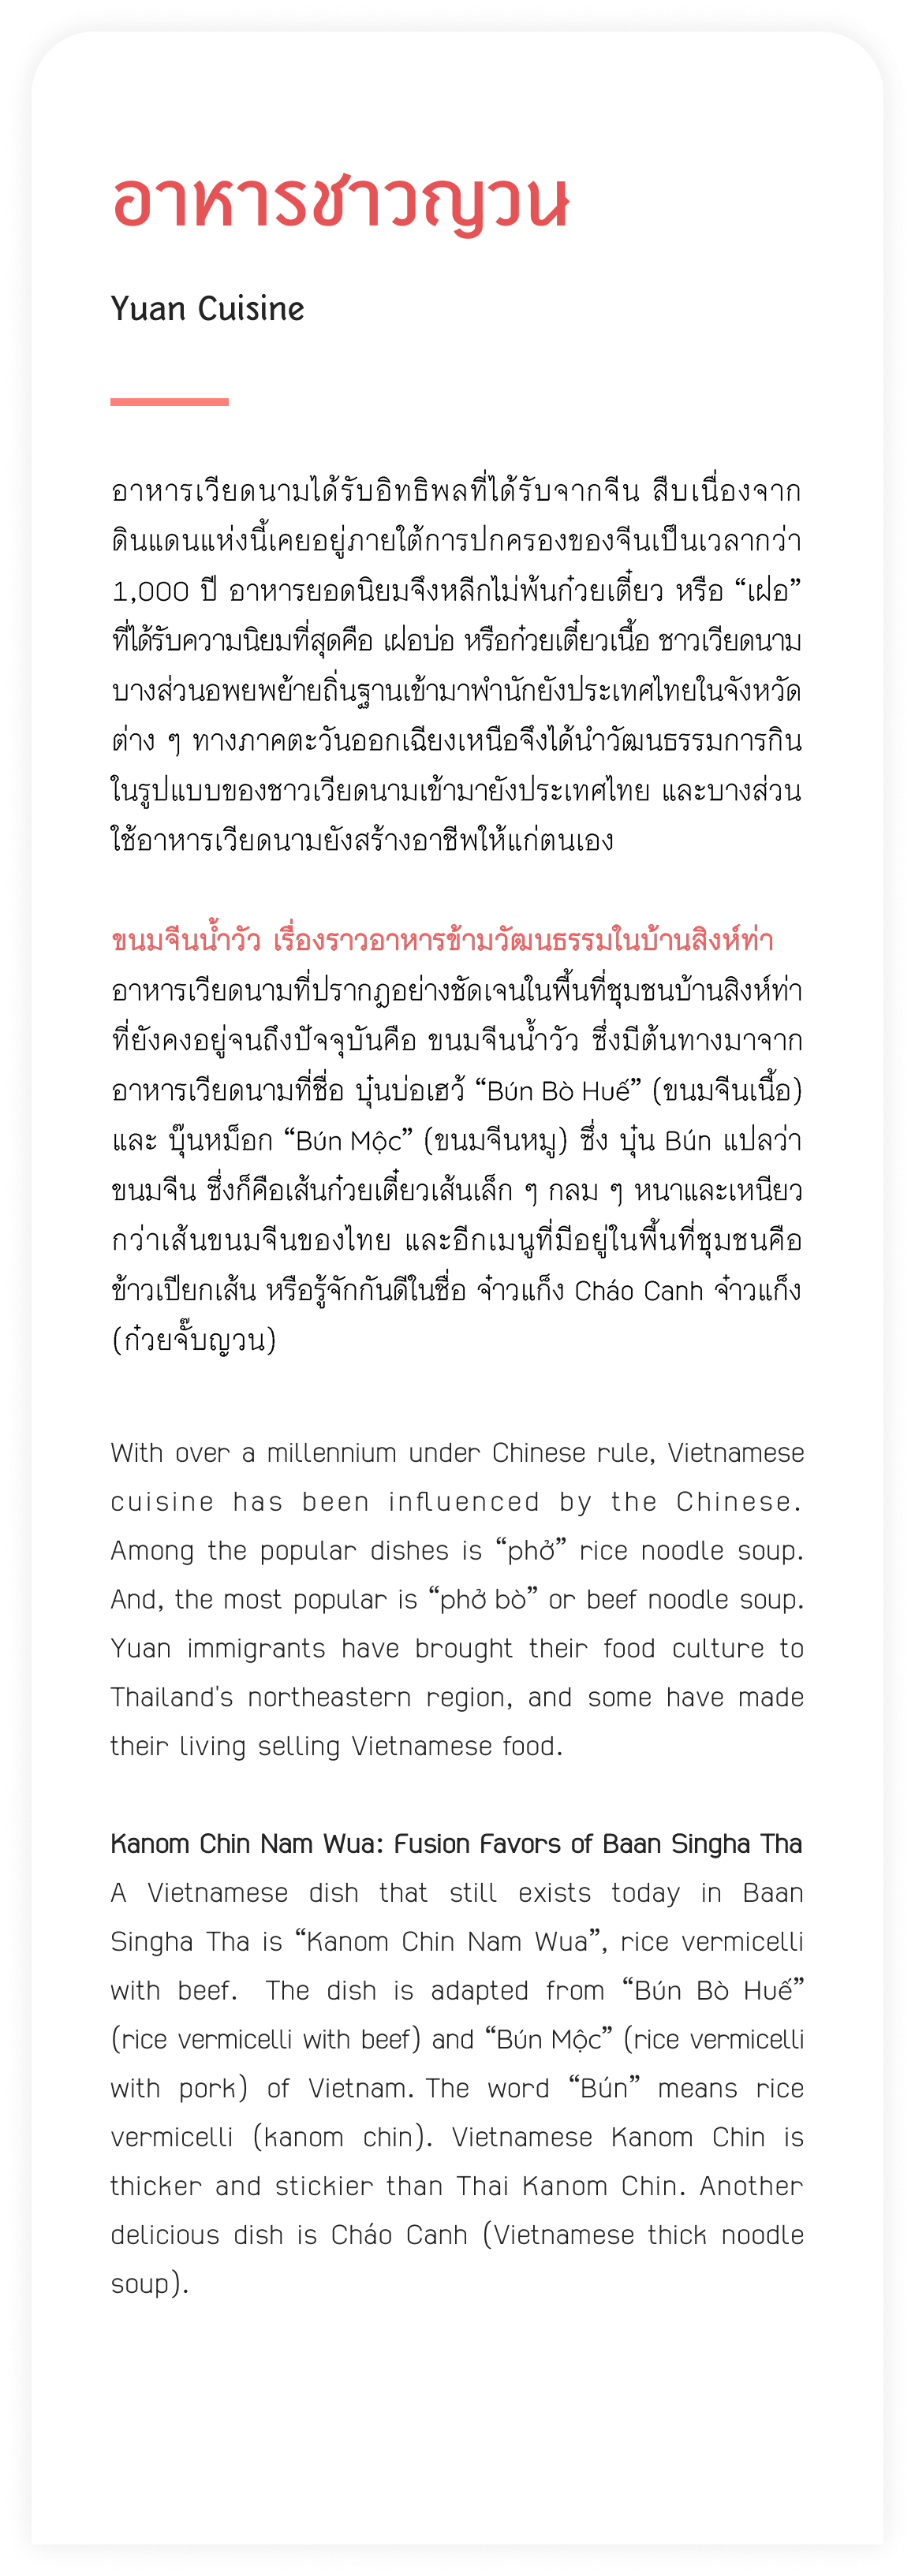 อาหารชาวญวน
Yuan Cuisine
อาหารเวียดนามได้รับอิทธิพลที่ได้รับจากจีน สืบเนื่องจาก
ดินแดนแห่งนี้เคยอยู่ภายใต้การปกครองของจีนเป็นเวลากว่า
1,000 ปี อาหารยอดนิยมจึงหลีกไม่พ้นก๋วยเตี๋ยว หรือ “เฝอ”
ที่ได้รับความนิยมที่สุดคือ เฝอบ่อ หรือก๋วยเตี๋ยวเนื้อ ชาวเวียดนาม
บางส่วนอพยพย้ายถิ่นฐานเข้ามาพำนักยังประเทศไทยในจังหวัด
ต่าง ๆ ทางภาคตะวันออกเฉียงเหนือจึงได้นำวัฒนธรรมการกิน
ในรูปแบบของชาวเวียดนามเข้ามายังประเทศไทย และบางส่วน
ใช้อาหารเวียดนามยังสร้างอาชีพให้แก่ตนเอง
ขนมจีนน้ำวัว เรื่องราวอาหารข้ามวัฒนธรรมในบ้านสิงห์ท่า
อาหารเวียดนามที่ปรากฏอย่างชัดเจนในพื้นที่ชุมชนบ้านสิงห์ท่า
ที่ยังคงอยู่จนถึงปัจจุบันคือ ขนมจีนน้ำวัว ซึ่งมีต้นทางมาจาก
อาหารเวียดนามที่ชื่อ บุ๋นบ่อเฮว้ “Bún Bò Huế” (ขนมจีนเนื้อ)
และ บุ๊นหม็อก “Bún Mộc” (ขนมจีนหมู) ซึ่ง บุ๋น Bún แปลว่า
ขนมจีน ซึ่งก็คือเส้นก๋วยเตี๋ยวเส้นเล็ก ๆ กลม ๆ หนาและเหนียว
กว่าเส้นขนมจีนของไทย และอีกเมนูที่มีอยู่ในพื้นที่ชุมชนคือ
ข้าวเปียกเส้น หรือรู้จักกันดีในชื่อ จ๋าวแก็ง Cháo Canh จ๋าวแก็ง
(ก๋วยจั๊บญวน)
With over a millennium under Chinese rule, Vietnamese
cuisine has been influenced by the Chinese.
Among the popular dishes is “phở” rice noodle soup.
And, the most popular is “phở bò” or beef noodle soup.
Yuan immigrants have brought their food culture to
Thailand's northeastern region, and some have made
their living selling Vietnamese food.
Kanom Chin Nam Wua: Fusion Favors of Baan Singha Tha
A Vietnamese dish that still exists today in Baan
Singha Tha is “Kanom Chin Nam Wua”, rice vermicelli
with beef. The dish is adapted from “Bún Bò Huế”
(rice vermicelli with beef) and “Bún Mộc” (rice vermicelli
with pork) of Vietnam. The word “Bún” means rice
vermicelli (kanom chin). Vietnamese Kanom Chin is
thicker and stickier than Thai Kanom Chin. Another
delicious dish is Cháo Canh (Vietnamese thick noodle
soup).